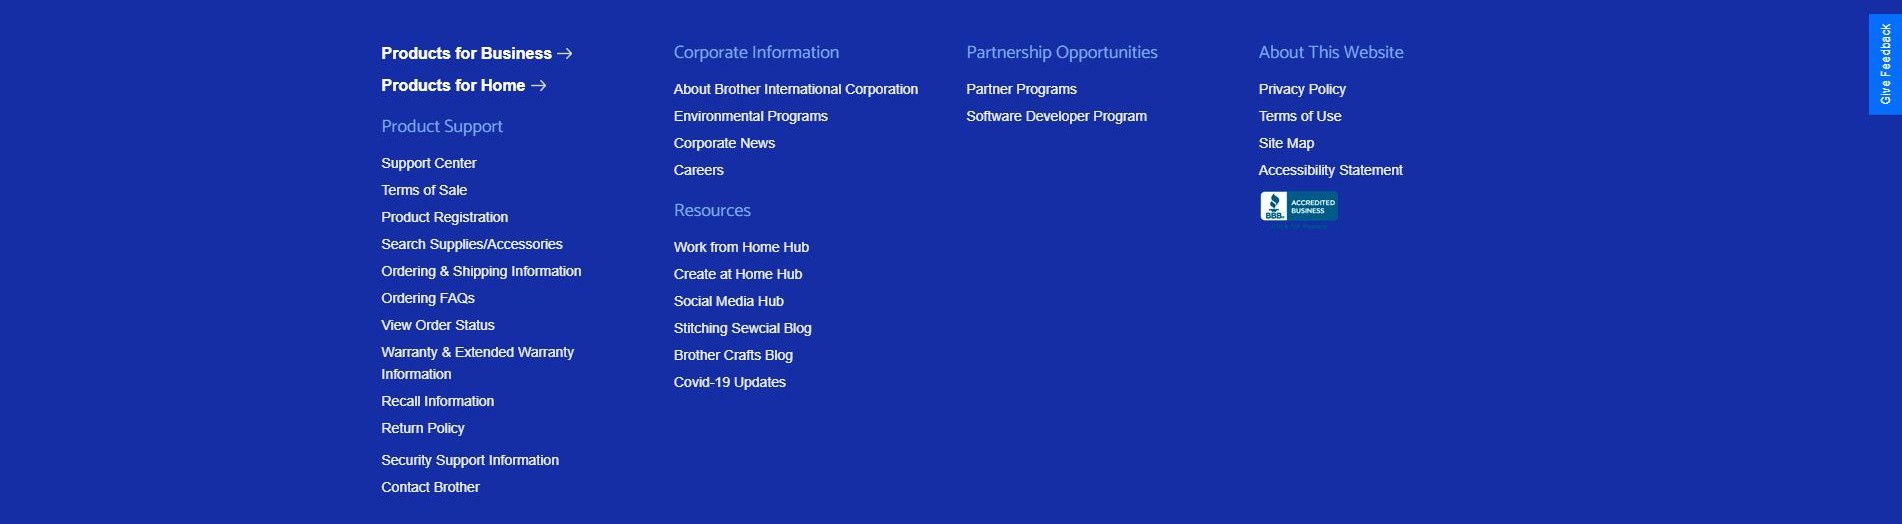 Products for Business
Products for Home
Product Support
Support Center
Terms of Sale
Product Registration
Search Supplies/Accessories
Ordering & Shipping Information
Ordering FAQs
View Order Status
Warranty & Extended Warranty
Information
Recall Information
Return Policy
Security Support Information
Contact Brother
Corporate Information
About Brother International Corporation
Environmental Programs
Corporate News
Careers
Resources
Work from Home Hub
Create at Home Hub
Social Media Hub
Stitching Sewcial Blog
Brother Crafts Blog
Covid-19 Updates
Partnership Opportunities
Partner Programs
Software Developer Program
About This Website
Privacy Policy
Terms of Use
Site Map
Accessibility Statement
BBB.
ACCREDITED
BUSINESS
Give Feedback